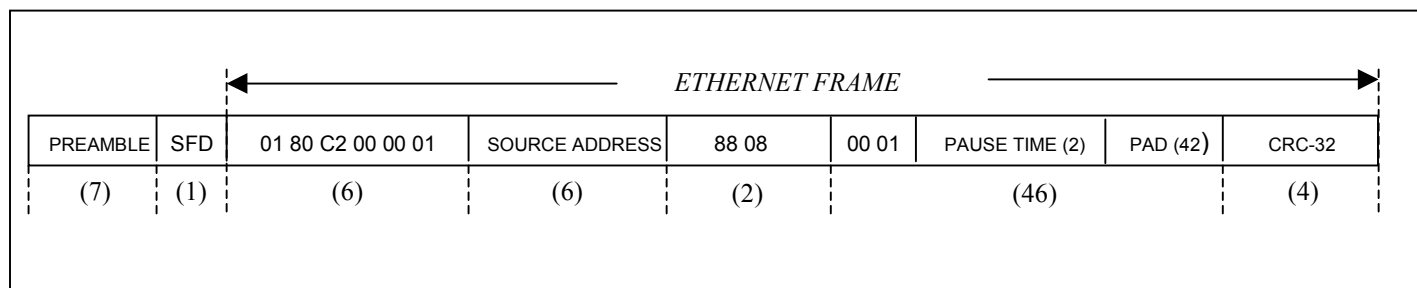 ETHERNET FRAME
PREAMBLE SFD 01 80 C2 00 00 01 SOURCE ADDRESS 88 08 00 01 PAUSE TIME (2) PAD (42) CRC-32
(7) (1) (6) (6) (2) (46) (4)